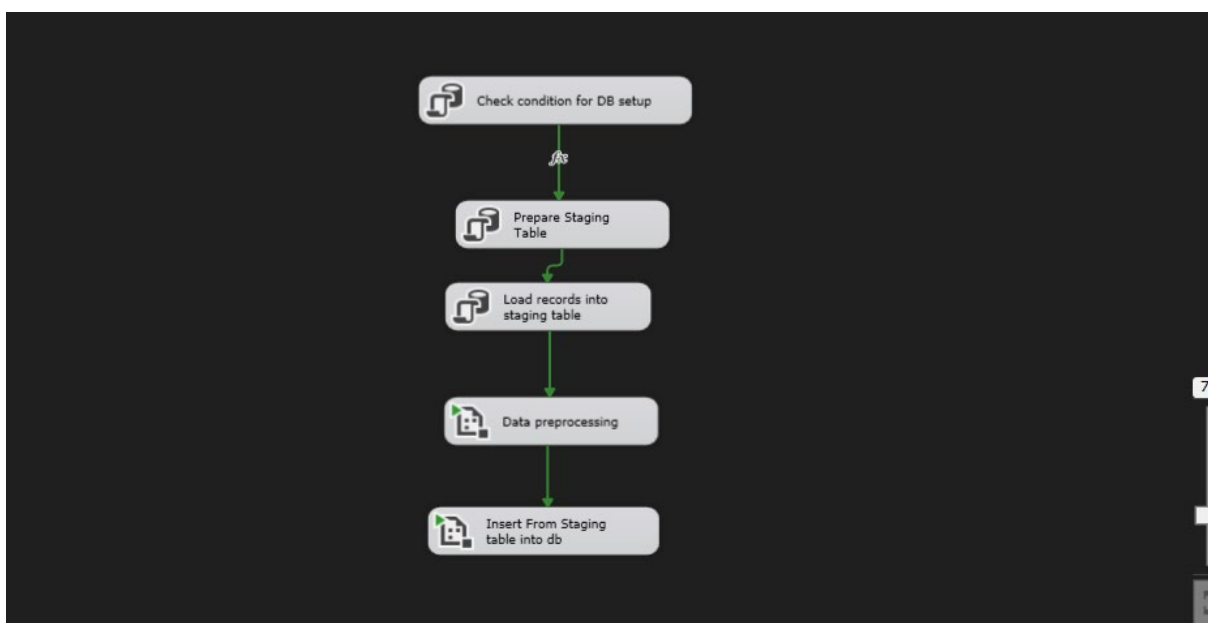 Check condition for DB setup
fx
Prepare Staging
Table
Load records into
staging table
7
Data preprocessing
Insert From Staging
table into db